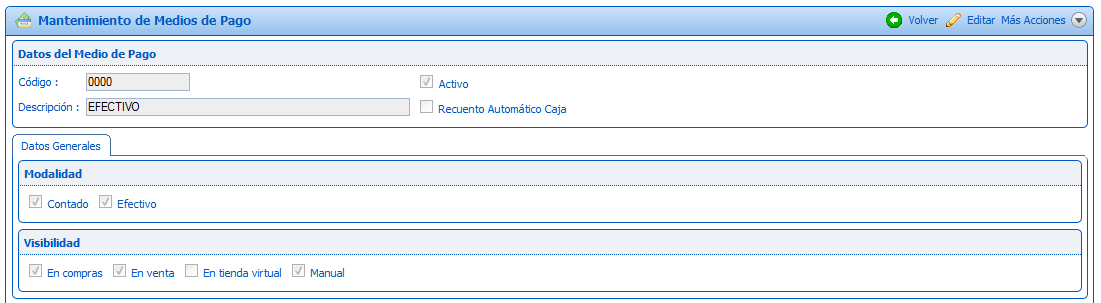 Mantenimiento de Medios de Pago Volver Editar Más Acciones
Datos del Medio de Pago
Código : 0000 Activo
Descripción : EFECTIVO Recuento Automático Caja
Datos Generales
Modalidad
Contado Efectivo
Visibilidad
En compras En venta En tienda virtual Manual